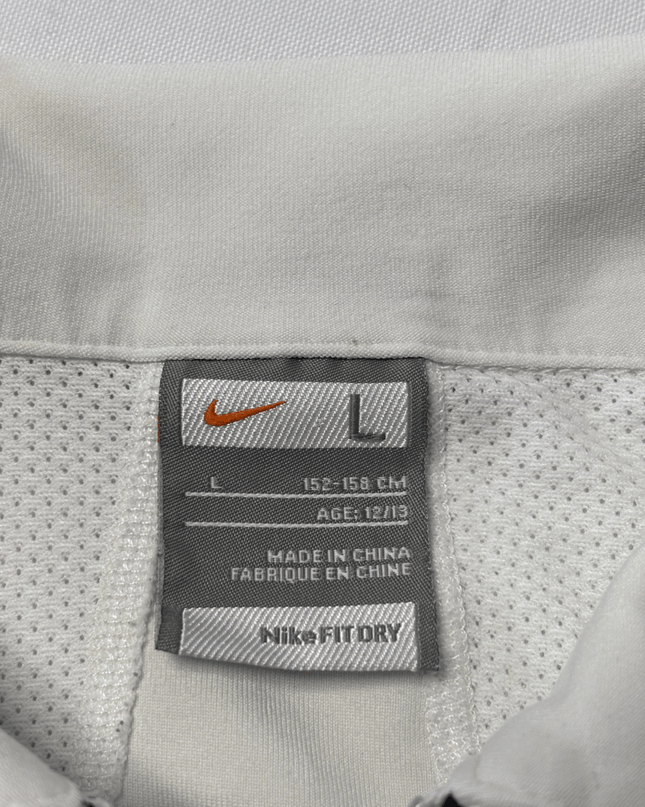 L
L 152-158 CM
AGE: 12/13
MADE IN CHINA
FABRIQUE EN CHINE
Nike FIT DRY